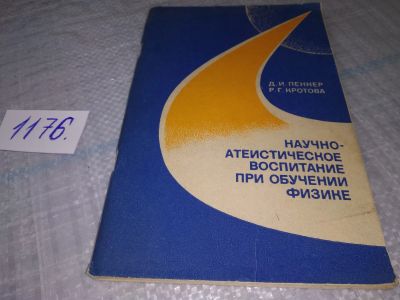 Д. И. ПЕННЕР
Р. Г. КРОТОВА
НАУЧНО-
АТЕИСТИЧЕСКОЕ
ВОСПИТАНИЕ
ПРИ ОБУЧЕНИИ
ФИЗИКЕ
1176.